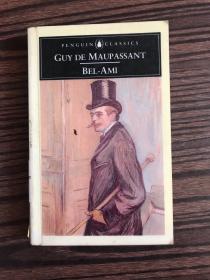 PENGUIN CLASSICS
GUY DE MAUPASSANT
BEL-AMI